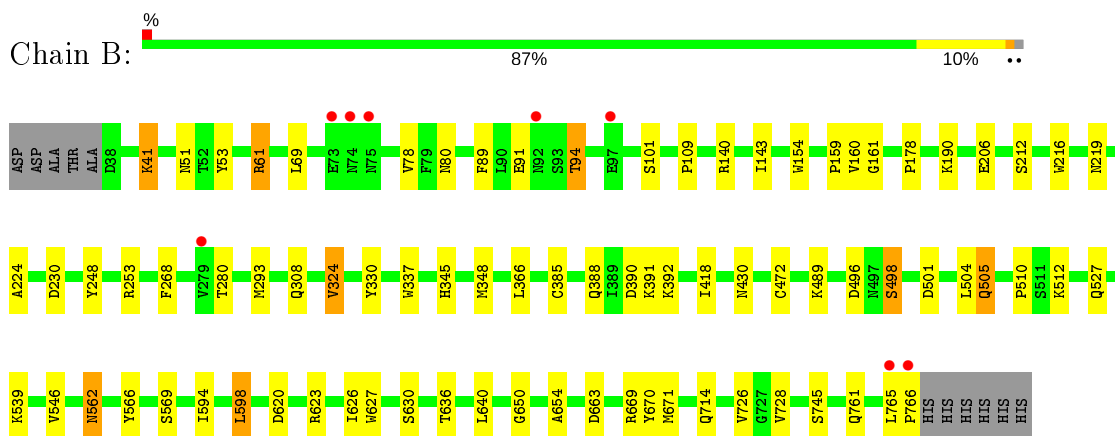 %
Chain B:
87%
10%
••
ASP ASP ALA THR ALA D38 K41 N51 T52 Y53 R61 L69 E73 N74 N75 V78 F79 N80 F89 L90 E91 N92 S93 T94 E97 S101 P109 R140 I143 W154 P159 V160 G161 P178 K190 E206 S212 W216 N219
A224 D230 Y248 R253 F268 V279 T280 M293 Q308 V324 Y330 W337 H345 M348 L366 C385 Q388 I389 D390 K391 K392 I418 N430 C472 K489 D496 N497 S498 D501 L504 Q505 P510 S511 K512 Q527
K539 V546 N562 Y566 S569 I594 L598 D620 R623 I626 W627 S630 T636 L640 G650 A654 D663 R669 Y670 M671 Q714 V726 G727 V728 S745 Q761 L765 P766 HIS HIS HIS HIS HIS HIS